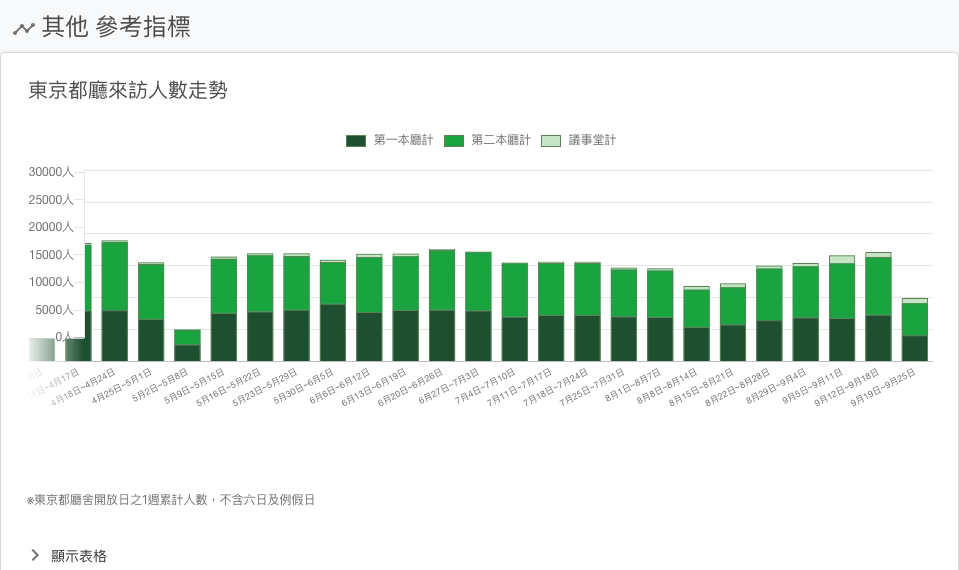 其他 參考指標
東京都廳來訪人數走勢
第一本廳計 第二本廳計 議事堂計
30000人
25000人
20000人
15000人
10000人
5000人
0人
4月17日
4月18日~4月24日
4月25日~5月1日
5月2日~5月8日
5月9日~5月15日
5月16日~5月22日
5月23日~5月29日
5月30日~6月5日
6月6日~6月12日
6月13日~6月19日
6月20日~6月26日
6月27日~7月3日
7月4日~7月10日
7月11日~7月17日
7月18日~7月24日
7月25日~7月31日
8月1日~8月7日
8月8日~8月14日
8月15日~8月21日
8月22日~8月28日
8月29日~9月4日
9月5日~9月11日
9月12日~9月18日
9月19日~9月25日
※東京都廳舍開放日之1週累計人數，不含六日及例假日
顯示表格